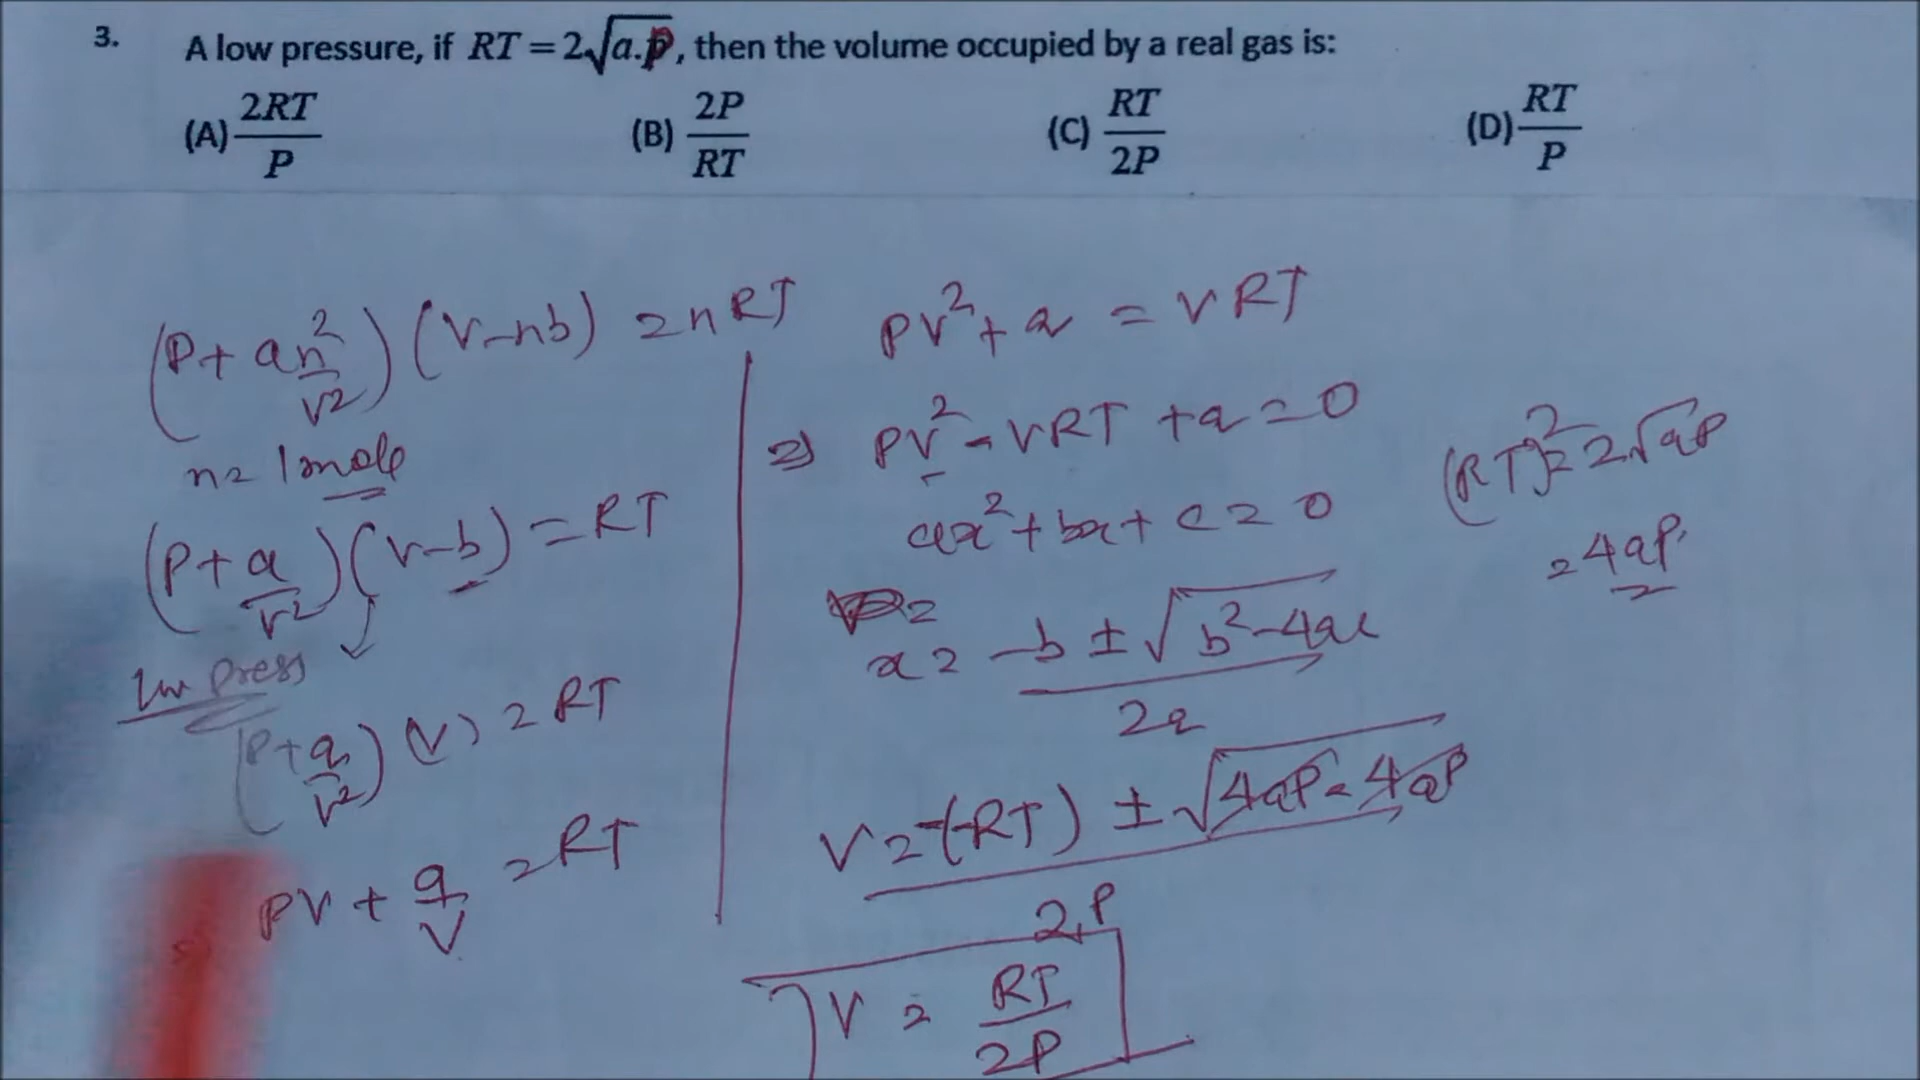 3. A low pressure, if RT = 2√a.p, then the volume occupied by a real gas is:
(A) 2RT/P (B) 2P/RT (C) RT/2P (D) RT/P
(P + an²/V²) (V-nb) = nRT
n = 1 mole
(P + a/V²) (V-b) = RT
low press
(P + a/V²) (V) = RT
PV + a/V = RT
PV² + a = VRT
⇒ PV² - VRT + a = 0
ax² + bx + c = 0
x = -b ± √b²-4ac / 2a
V = -(-RT) ± √4aP - 4aP / 2P
V = RT/2P
(RT)² = 2√aP
= 4aP